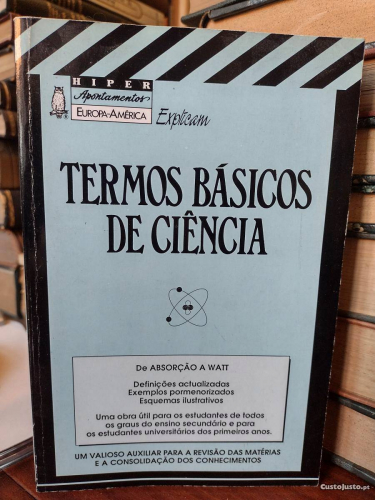 HIPER
Apontamentos
EUROPA-AMÉRICA
Explicam
TERMOS BÁSICOS
DE CIÊNCIA
De ABSORÇÃO A WATT
Definições actualizadas
Exemplos pormenorizados
Esquemas ilustrativos
Uma obra útil para os estudantes de todos
os graus do ensino secundário e para
os estudantes universitários dos primeiros anos.
UM VALIOSO AUXILIAR PARA A REVISÃO DAS MATÉRIAS
E A CONSOLIDAÇÃO DOS CONHECIMENTOS
CustoJusto.pt